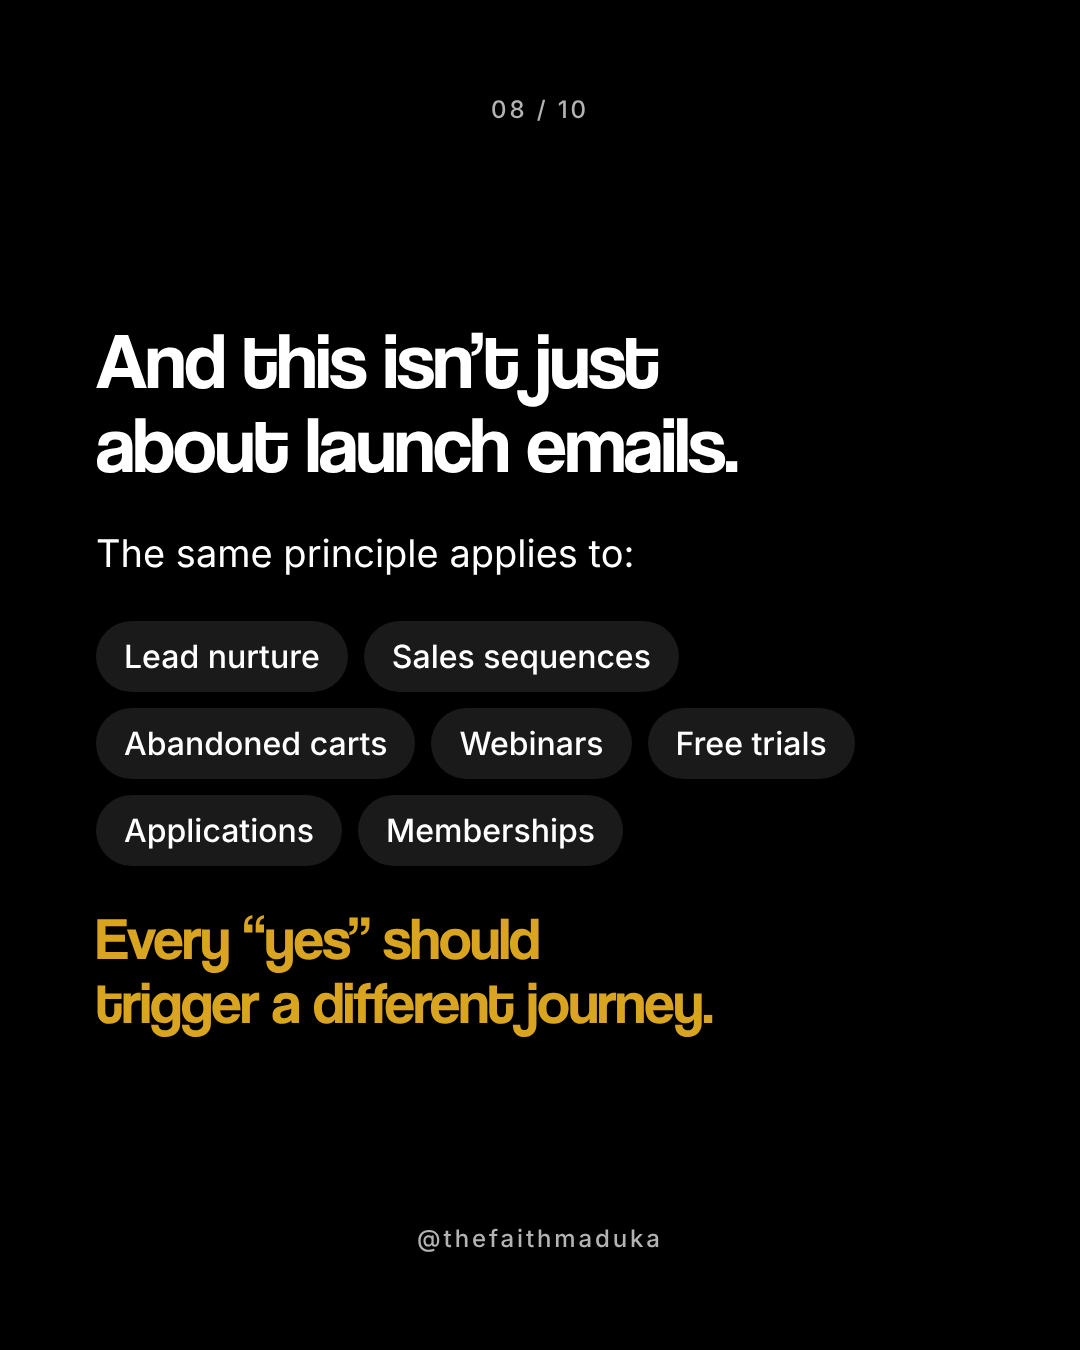 08 / 10
And this isn’t just
about launch emails.
The same principle applies to:
Lead nurture Sales sequences
Abandoned carts Webinars Free trials
Applications Memberships
Every “yes” should
trigger a different journey.
@thefaithmaduka